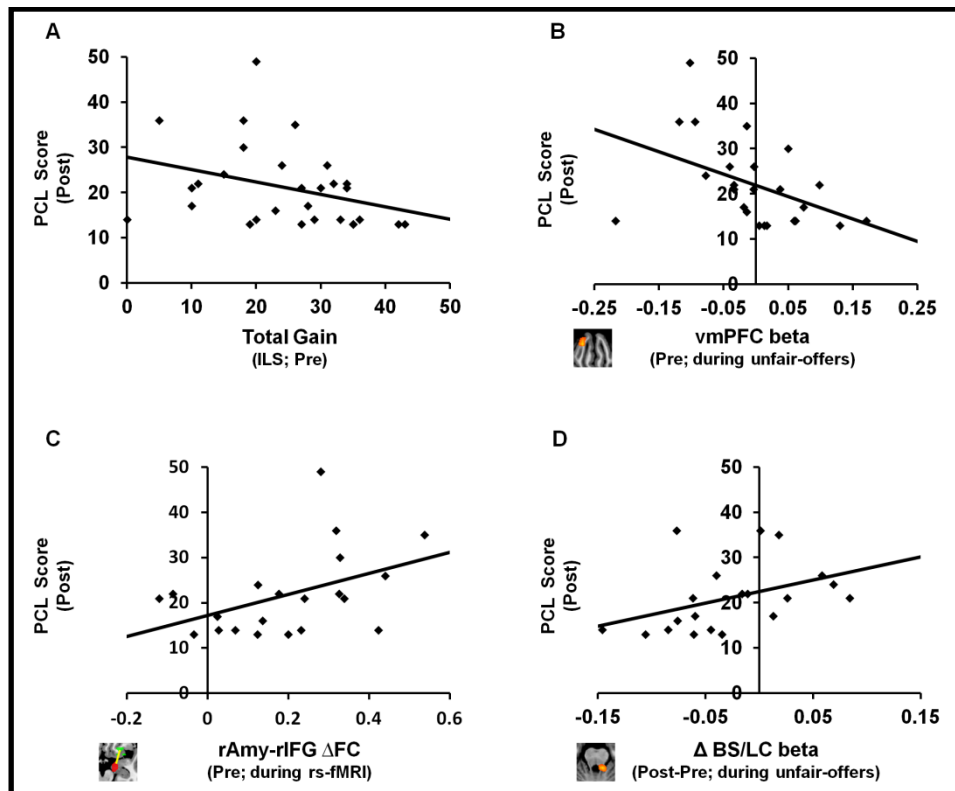 A
PCL Score
(Post)
50
40
30
20
10
0
0 10 20 30 40 50
Total Gain
(ILS; Pre)
B
PCL Score
(Post)
50
40
30
20
10
0
-0.25 -0.15 -0.05 0.05 0.15 0.25
vmPFC beta
(Pre; during unfair-offers)
C
PCL Score
(Post)
50
40
30
20
10
0
-0.2 0 0.2 0.4 0.6
rAmy-rIFG ΔFC
(Pre; during rs-fMRI)
D
PCL Score
(Post)
50
40
30
20
10
0
-0.15 -0.05 0.05 0.15
Δ BS/LC beta
(Post-Pre; during unfair-offers)